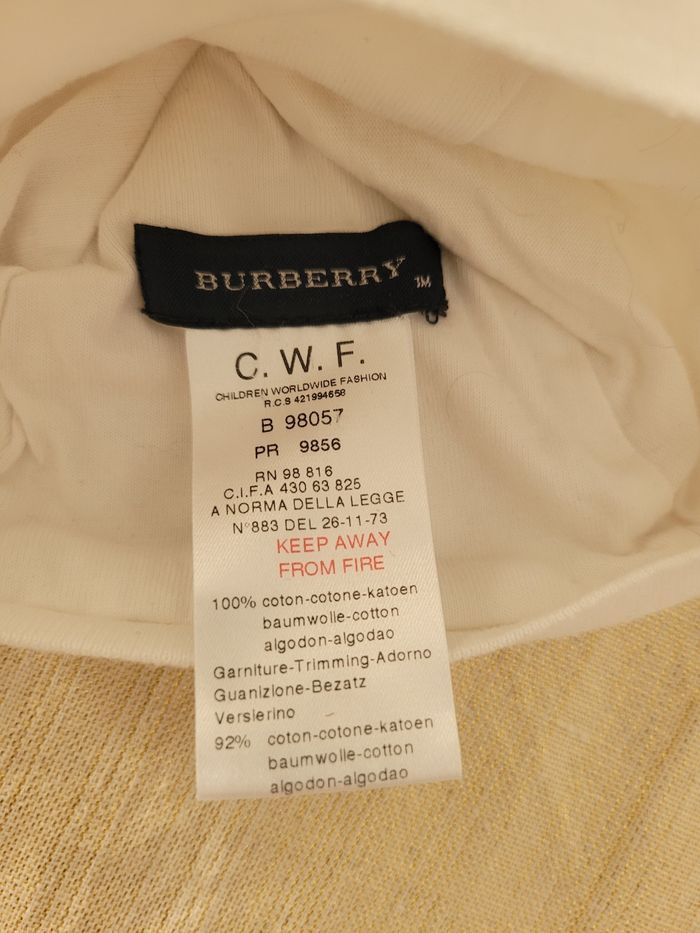 BURBERRY ™
C. W. F.
CHILDREN WORLDWIDE FASHION
R.C.S 421994658
B 98057
PR 9856
RN 98 816
C.I.F.A 430 63 825
A NORMA DELLA LEGGE
N°883 DEL 26-11-73
KEEP AWAY
FROM FIRE
100% coton-cotone-katoen
baumwolle-cotton
algodon-algodao
Garniture-Trimming-Adorno
Guanizione-Bezatz
Versierino
92% coton-cotone-katoen
baumwolle-cotton
algodon-algodao